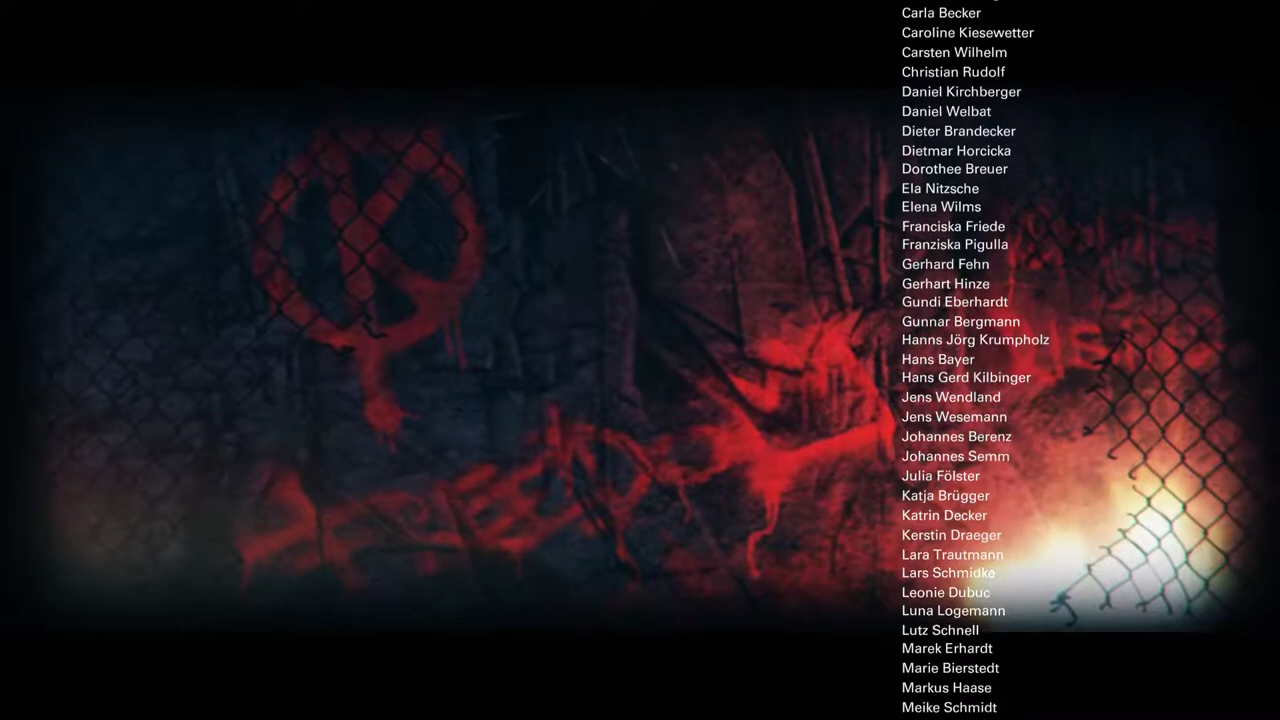 Carla Becker
Caroline Kiesewetter
Carsten Wilhelm
Christian Rudolf
Daniel Kirchberger
Daniel Welbat
Dieter Brandecker
Dietmar Horcicka
Dorothee Breuer
Ela Nitzsche
Elena Wilms
Franciska Friede
Franziska Pigulla
Gerhard Fehn
Gerhart Hinze
Gundi Eberhardt
Gunnar Bergmann
Hanns Jörg Krumpholz
Hans Bayer
Hans Gerd Kilbinger
Jens Wendland
Jens Wesemann
Johannes Berenz
Johannes Semm
Julia Fölster
Katja Brügger
Katrin Decker
Kerstin Draeger
Lara Trautmann
Lars Schmidke
Leonie Dubuc
Luna Logemann
Lutz Schnell
Marek Erhardt
Marie Bierstedt
Markus Haase
Meike Schmidt